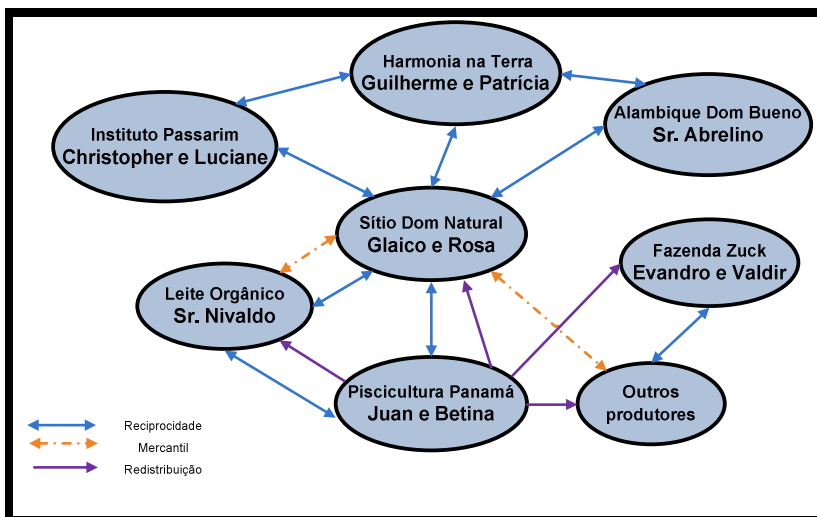 Harmonia na Terra
Guilherme e Patrícia
Alambique Dom Bueno
Sr. Abrelino
Instituto Passarim
Christopher e Luciane
Sítio Dom Natural
Glaico e Rosa
Fazenda Zuck
Evandro e Valdir
Leite Orgânico
Sr. Nivaldo
Piscicultura Panamá
Juan e Betina
Outros
produtores
Reciprocidade
Mercantil
Redistribuição